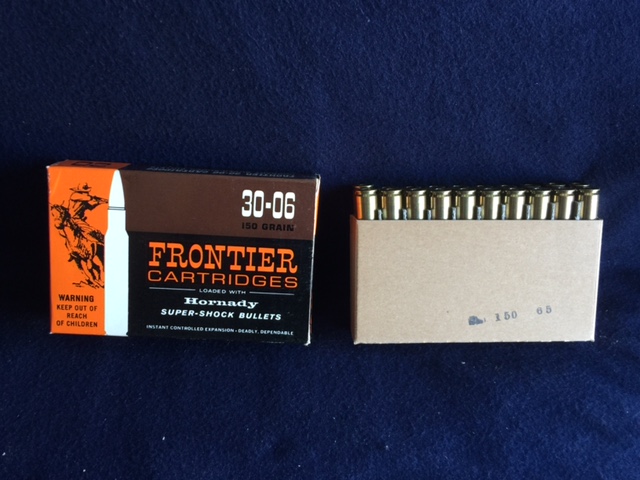 30-06
150 GRAIN
FRONTIER
CARTRIDGES
LOADED WITH
Hornady
SUPER-SHOCK BULLETS
INSTANT CONTROLLED EXPANSION • DEADLY, DEPENDABLE
WARNING
KEEP OUT OF
REACH
OF CHILDREN
150 65